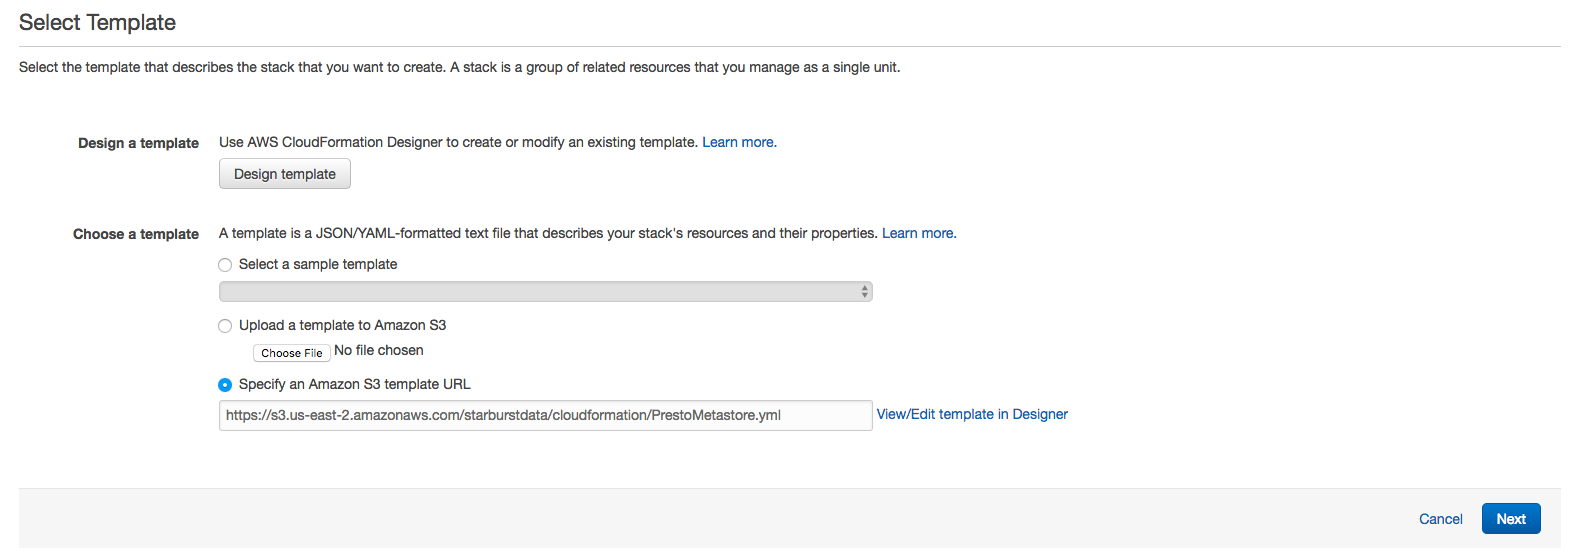 Select Template
Select the template that describes the stack that you want to create. A stack is a group of related resources that you manage as a single unit.
Design a template
Use AWS CloudFormation Designer to create or modify an existing template. Learn more.
Design template
Choose a template
A template is a JSON/YAML-formatted text file that describes your stack's resources and their properties. Learn more.
Select a sample template
Upload a template to Amazon S3
Choose File No file chosen
Specify an Amazon S3 template URL
https://s3.us-east-2.amazonaws.com/starburstdata/cloudformation/PrestoMetastore.yml View/Edit template in Designer
Cancel Next